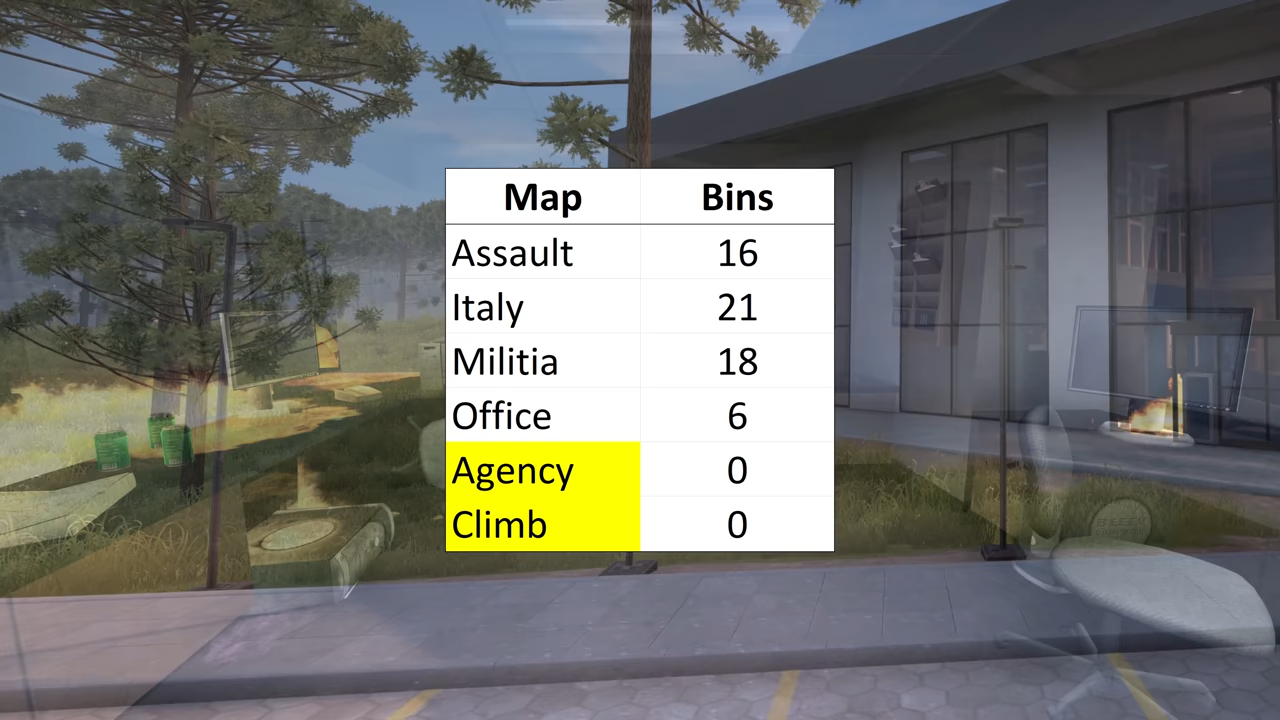 Map Bins
Assault 16
Italy 21
Militia 18
Office 6
Agency 0
Climb 0